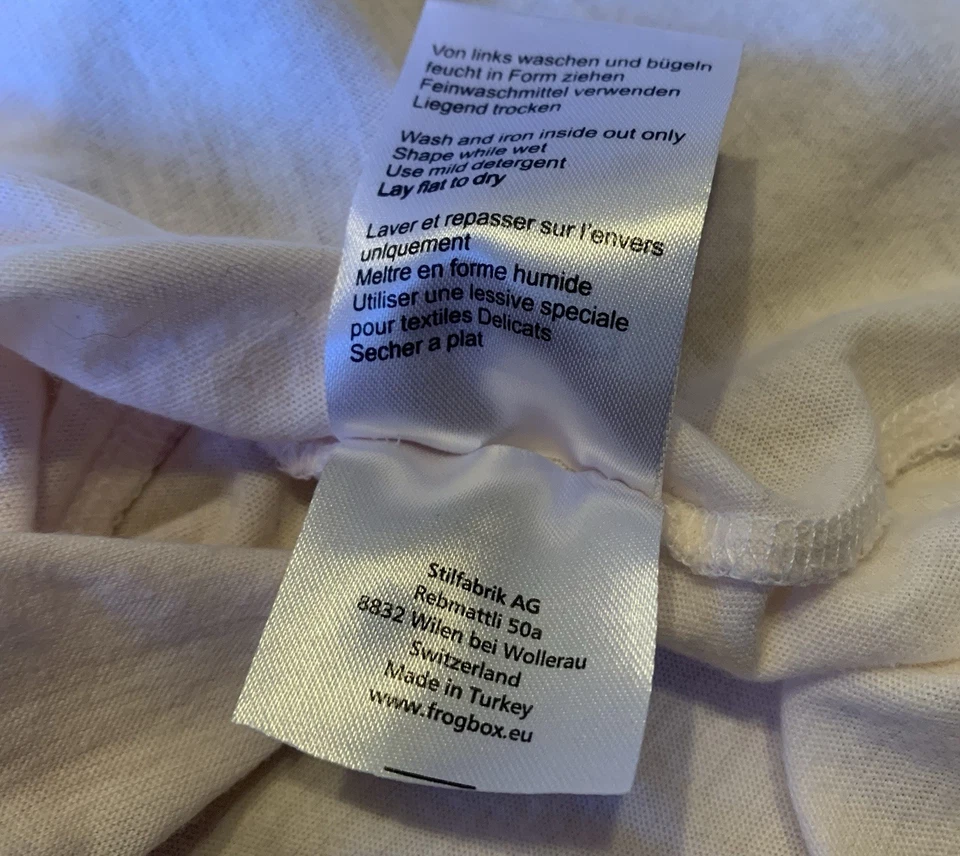 Von links waschen und bügeln
feucht in Form ziehen
Feinwaschmittel verwenden
Liegend trocken
Wash and iron inside out only
Shape while wet
Use mild detergent
Lay flat to dry
Laver et repasser sur l'envers
uniquement
Meltre en forme humide
Utiliser une lessive speciale
pour textiles Delicats
Secher a plat
Stilfabrik AG
Rebmattli 50a
8832 Wilen bei Wollerau
Switzerland
Made in Turkey
www.frogbox.eu